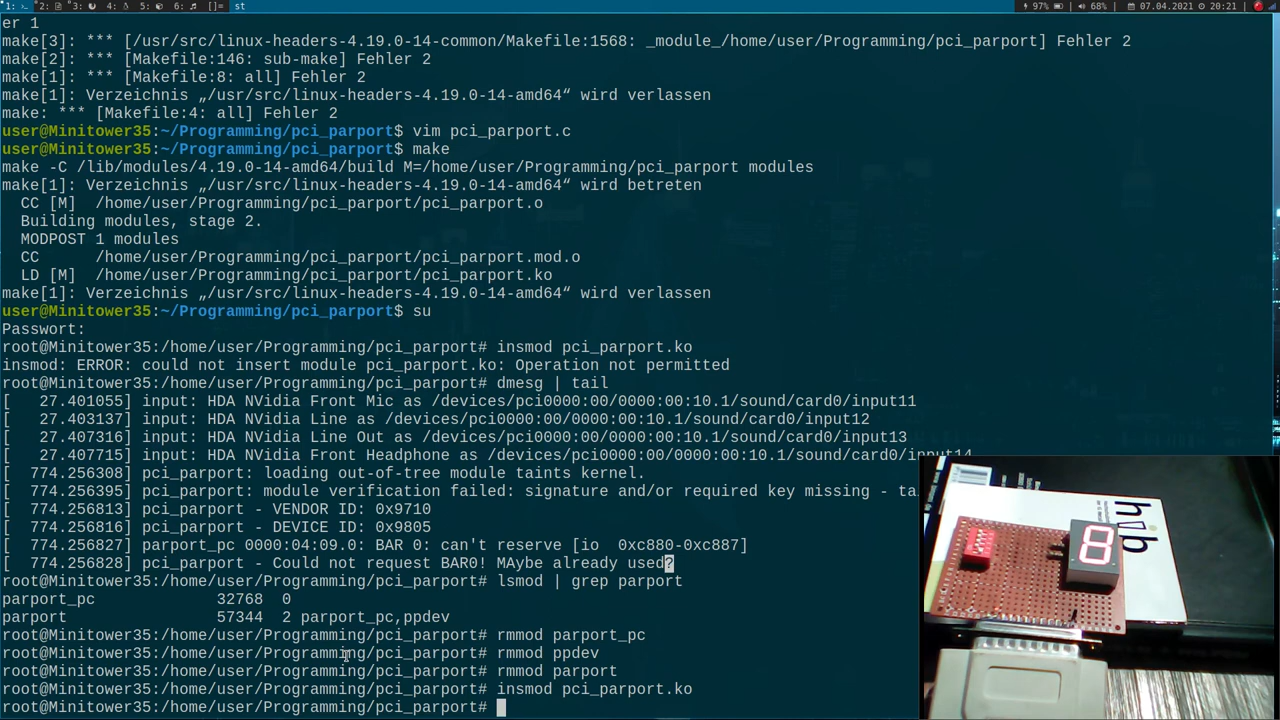 1: 2: 3: 4: 5: 6: []= st 97% | 68% | 07.04.2021 20:21
er 1
make[3]: *** [/usr/src/linux-headers-4.19.0-14-common/Makefile:1568: _module_/home/user/Programming/pci_parport] Fehler 2
make[2]: *** [Makefile:146: sub-make] Fehler 2
make[1]: *** [Makefile:8: all] Fehler 2
make[1]: Verzeichnis „/usr/src/linux-headers-4.19.0-14-amd64“ wird verlassen
make: *** [Makefile:4: all] Fehler 2
user@Minitower35:~/Programming/pci_parport$ vim pci_parport.c
user@Minitower35:~/Programming/pci_parport$ make
make -C /lib/modules/4.19.0-14-amd64/build M=/home/user/Programming/pci_parport modules
make[1]: Verzeichnis „/usr/src/linux-headers-4.19.0-14-amd64“ wird betreten
CC [M] /home/user/Programming/pci_parport/pci_parport.o
Building modules, stage 2.
MODPOST 1 modules
CC /home/user/Programming/pci_parport/pci_parport.mod.o
LD [M] /home/user/Programming/pci_parport/pci_parport.ko
make[1]: Verzeichnis „/usr/src/linux-headers-4.19.0-14-amd64“ wird verlassen
user@Minitower35:~/Programming/pci_parport$ su
Passwort:
root@Minitower35:/home/user/Programming/pci_parport# insmod pci_parport.ko
insmod: ERROR: could not insert module pci_parport.ko: Operation not permitted
root@Minitower35:/home/user/Programming/pci_parport# dmesg | tail
[ 27.401055] input: HDA NVidia Front Mic as /devices/pci0000:00/0000:00:10.1/sound/card0/input11
[ 27.403137] input: HDA NVidia Line as /devices/pci0000:00/0000:00:10.1/sound/card0/input12
[ 27.407316] input: HDA NVidia Line Out as /devices/pci0000:00/0000:00:10.1/sound/card0/input13
[ 27.407715] input: HDA NVidia Front Headphone as /devices/pci0000:00/0000:00:10.1/sound/card0/input14
[ 774.256308] pci_parport: loading out-of-tree module taints kernel.
[ 774.256395] pci_parport: module verification failed: signature and/or required key missing - ta
[ 774.256813] pci_parport - VENDOR ID: 0x9710
[ 774.256816] pci_parport - DEVICE ID: 0x9805
[ 774.256827] parport_pc 0000:04:09.0: BAR 0: can't reserve [io 0xc880-0xc887]
[ 774.256828] pci_parport - Could not request BAR0! MAybe already used?
root@Minitower35:/home/user/Programming/pci_parport# lsmod | grep parport
parport_pc 32768 0
parport 57344 2 parport_pc,ppdev
root@Minitower35:/home/user/Programming/pci_parport# rmmod parport_pc
root@Minitower35:/home/user/Programming/pci_parport# rmmod ppdev
root@Minitower35:/home/user/Programming/pci_parport# rmmod parport
root@Minitower35:/home/user/Programming/pci_parport# insmod pci_parport.ko
root@Minitower35:/home/user/Programming/pci_parport#
8